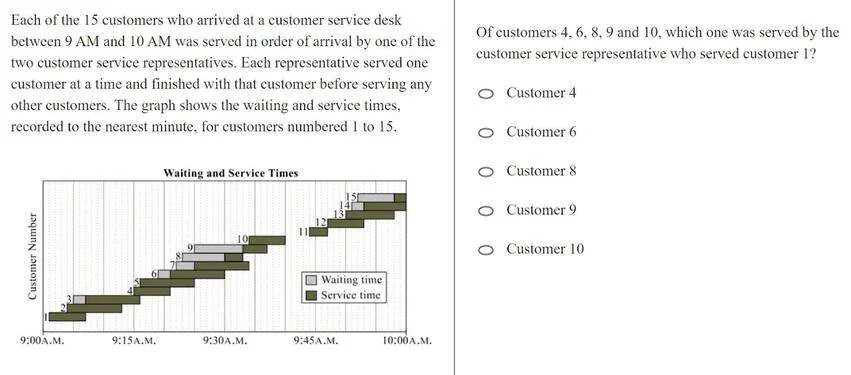 Each of the 15 customers who arrived at a customer service desk
between 9 AM and 10 AM was served in order of arrival by one of the
two customer service representatives. Each representative served one
customer at a time and finished with that customer before serving any
other customers. The graph shows the waiting and service times,
recorded to the nearest minute, for customers numbered 1 to 15.
Waiting and Service Times
Customer Number
15
14
13
12
11
10
9
8
7
6
5
4
3
2
1
Waiting time
Service time
9:00A.M. 9:15A.M. 9:30A.M. 9:45A.M. 10:00A.M.
Of customers 4, 6, 8, 9 and 10, which one was served by the
customer service representative who served customer 1?
Customer 4
Customer 6
Customer 8
Customer 9
Customer 10